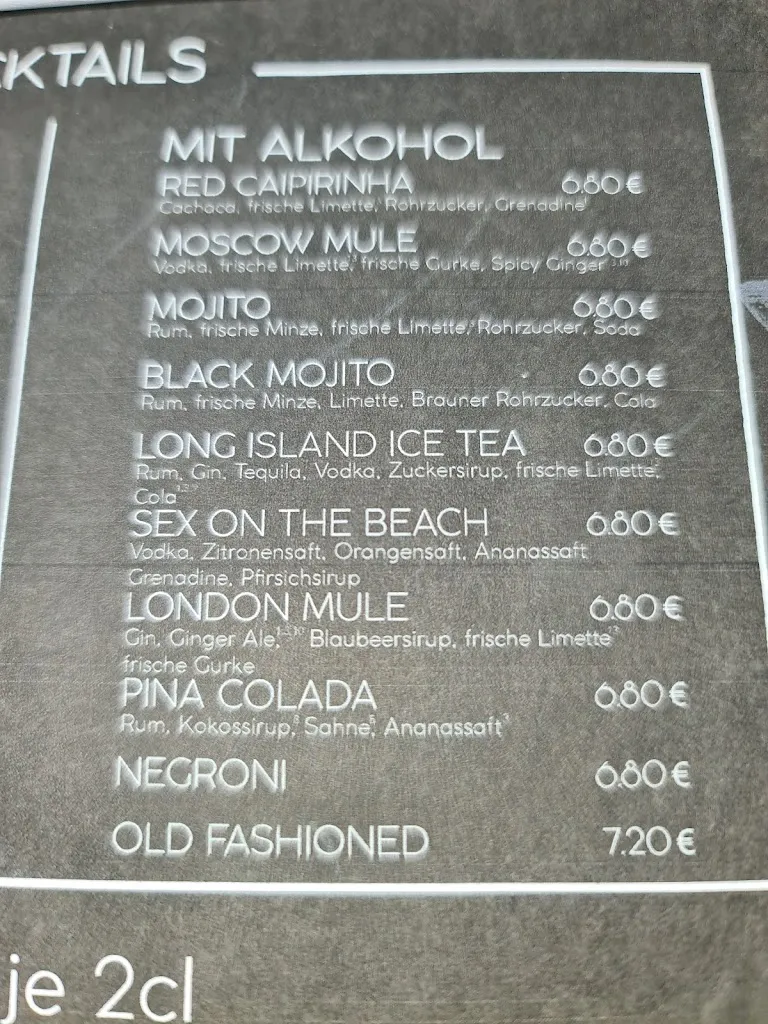 CKTAILS
MIT ALKOHOL
RED CAIPIRINHA 6.80 €
Cachaca, frische Limette, Rohrzucker, Grenadine
MOSCOW MULE 6.80 €
Vodka, frische Limette, frische Gurke, Spicy Ginger
MOJITO 6.80 €
Rum, frische Minze, frische Limette, Rohrzucker, Soda
BLACK MOJITO 6.80 €
Rum, frische Minze, Limette, Brauner Rohrzucker, Cola
LONG ISLAND ICE TEA 6.80 €
Rum, Gin, Tequila, Vodka, Zuckersirup, frische Limette,
Cola
SEX ON THE BEACH 6.80 €
Vodka, Zitronensaft, Orangensaft, Ananassaft
Grenadine, Pfirsichsirup
LONDON MULE 6.80 €
Gin, Ginger Ale, Blaubeersirup, frische Limette
frische Gurke
PINA COLADA 6.80 €
Rum, Kokossirup, Sahne, Ananassaft
NEGRONI 6.80 €
OLD FASHIONED 7.20 €
je 2cl